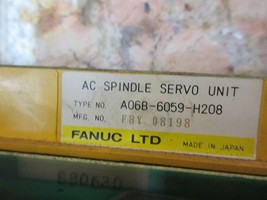 AC SPINDLE SERVO UNIT
TYPE NO. A06B-6059-H208
MFG. NO. F8Y 08198
FANUC LTD MADE IN JAPAN